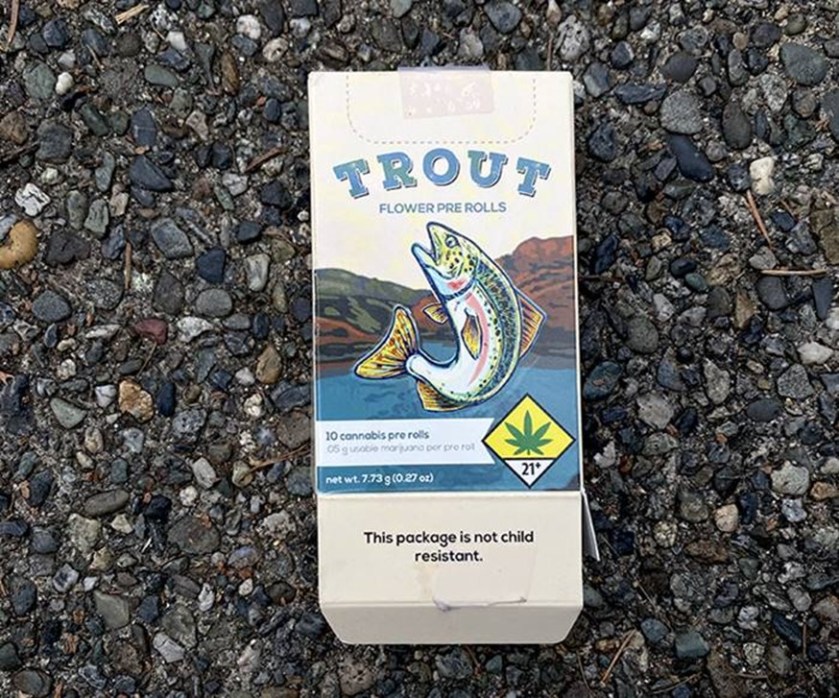 TROUT
FLOWER PRE ROLLS
10 cannabis pre rolls
05 g usable marijuana per pre roll
net wt. 7.73 g (0.27 oz)
21+
This package is not child
resistant.